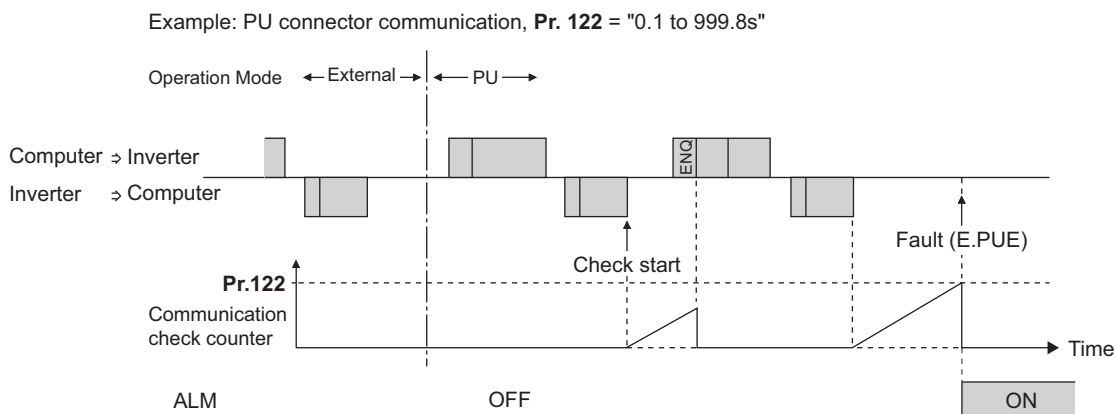 Example: PU connector communication, Pr. 122 = "0.1 to 999.8s"
Operation Mode External PU
Computer ⇒ Inverter
ENQ
Inverter ⇒ Computer
Fault (E.PUE)
Check start
Pr.122
Communication
check counter
Time
ALM OFF ON